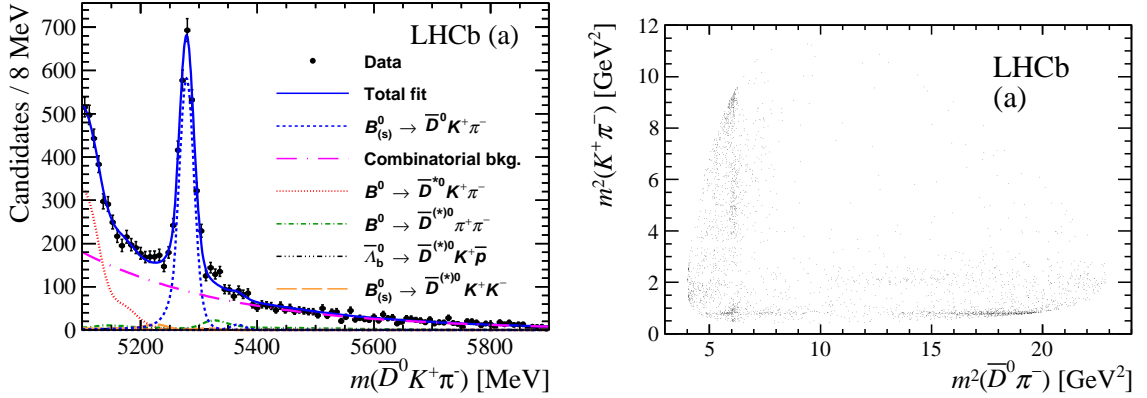 LHCb (a)
Candidates / 8 MeV
700
600
500
400
300
200
100
0
Data
Total fit
B⁰₍ₛ₎ → D̅⁰K⁺π⁻
Combinatorial bkg.
B⁰ → D̅*⁰K⁺π⁻
B⁰ → D̅⁽*⁾⁰π⁺π⁻
Λ̅⁰_b → D̅⁽*⁾⁰K⁺p̅
B⁰₍ₛ₎ → D̅⁽*⁾⁰K⁺K⁻
5200
5400
5600
5800
m(D̅⁰K⁺π⁻) [MeV]
LHCb
(a)
m²(K⁺π⁻) [GeV²]
12
10
8
6
4
2
0
5
10
15
20
m²(D̅⁰π⁻) [GeV²]